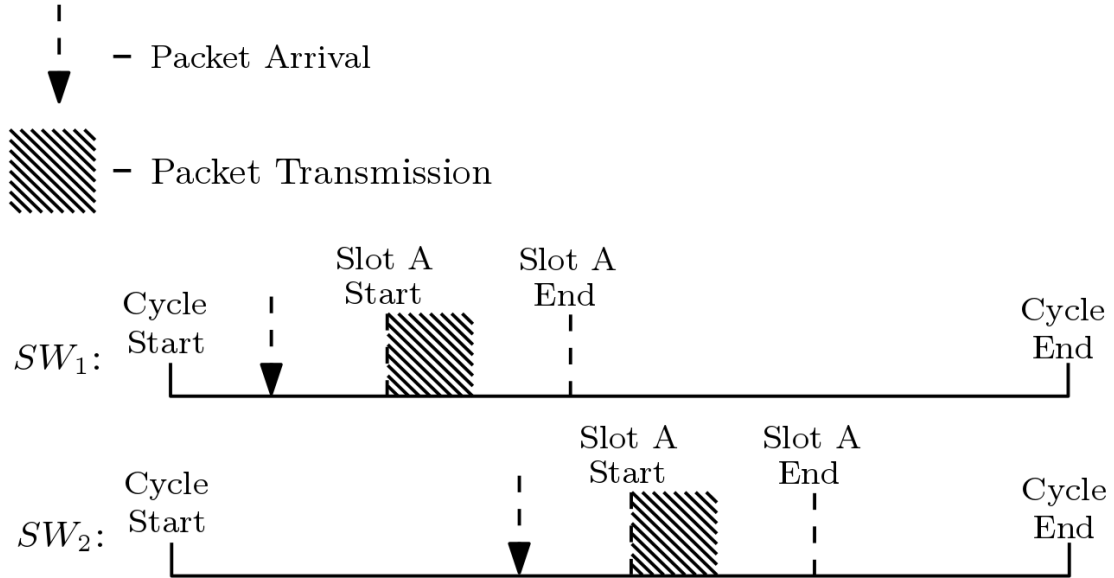 – Packet Arrival
– Packet Transmission
Slot A
Start
Slot A
End
Cycle
Start
Cycle
End
SW₁:
Slot A
Start
Slot A
End
Cycle
Start
Cycle
End
SW₂: